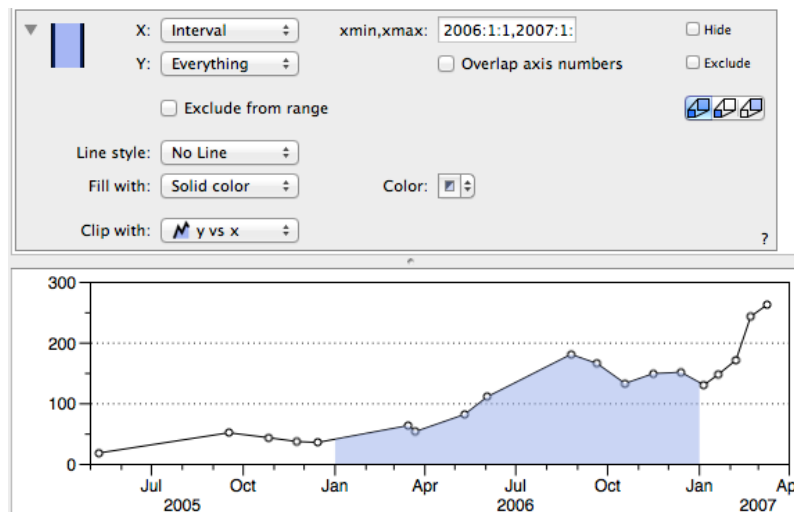 X: Interval xmin,xmax: 2006:1:1,2007:1: Hide
Y: Everything Overlap axis numbers Exclude
Exclude from range
Line style: No Line
Fill with: Solid color Color:
Clip with: y vs x ?
300
200
100
0
Jul Oct Jan Apr Jul Oct Jan Ap
2005 2006 2007